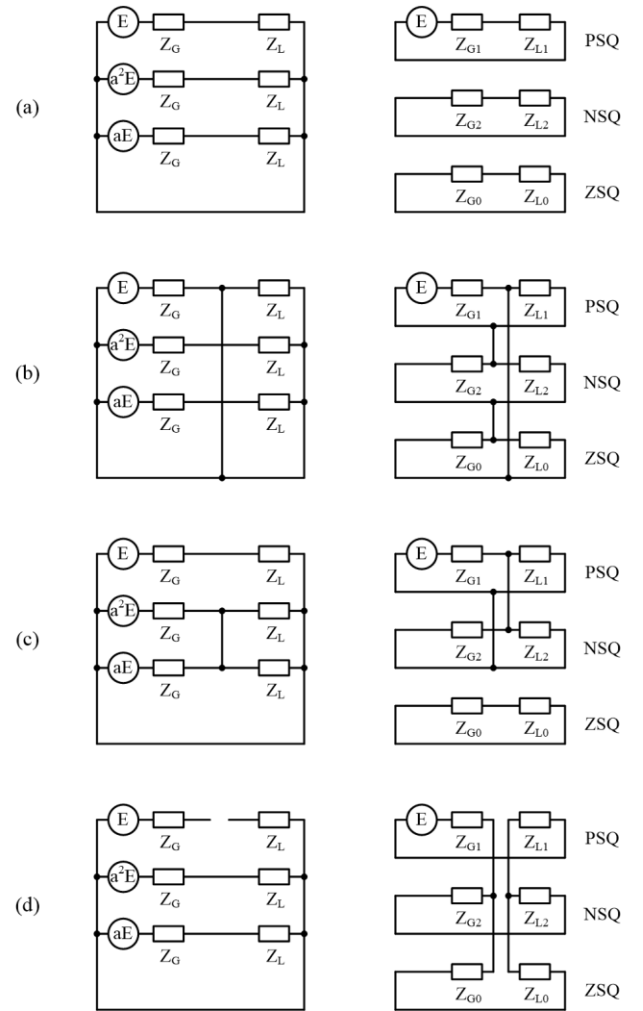 E Z_G Z_L E Z_G1 Z_L1 PSQ
(a) a²E Z_G Z_L Z_G2 Z_L2 NSQ
aE Z_G Z_L Z_G0 Z_L0 ZSQ
E Z_G Z_L E Z_G1 Z_L1 PSQ
(b) a²E Z_G Z_L Z_G2 Z_L2 NSQ
aE Z_G Z_L Z_G0 Z_L0 ZSQ
E Z_G Z_L E Z_G1 Z_L1 PSQ
(c) a²E Z_G Z_L Z_G2 Z_L2 NSQ
aE Z_G Z_L Z_G0 Z_L0 ZSQ
E Z_G Z_L E Z_G1 Z_L1 PSQ
(d) a²E Z_G Z_L Z_G2 Z_L2 NSQ
aE Z_G Z_L Z_G0 Z_L0 ZSQ